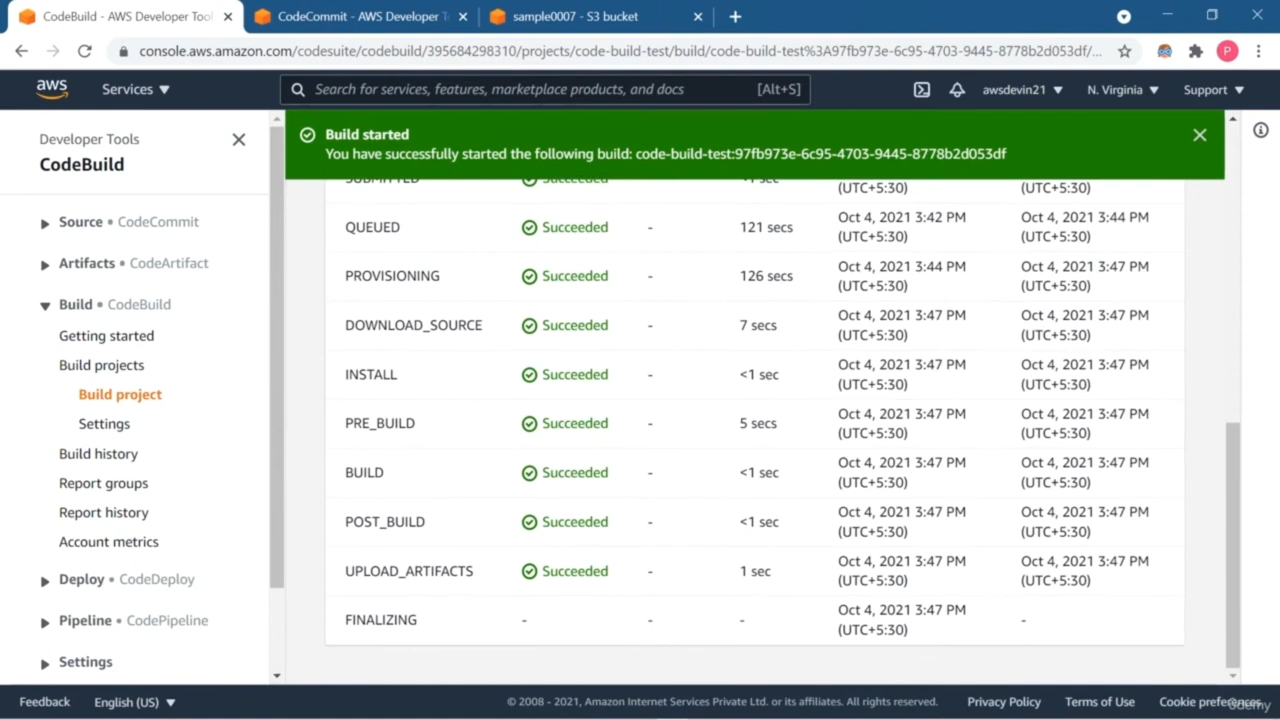 CodeBuild - AWS Developer Tool
CodeCommit - AWS Developer T
sample0007 - S3 bucket
console.aws.amazon.com/codesuite/codebuild/395684298310/projects/code-build-test/build/code-build-test%3A97fb973e-6c95-4703-9445-8778b2d053df/...
P
aws
Services
Search for services, features, marketplace products, and docs
[Alt+S]
awsdevin21
N. Virginia
Support
Developer Tools
CodeBuild
Build started
You have successfully started the following build: code-build-test:97fb973e-6c95-4703-9445-8778b2d053df
Source • CodeCommit
Artifacts • CodeArtifact
Build • CodeBuild
Getting started
Build projects
Build project
Settings
Build history
Report groups
Report history
Account metrics
Deploy • CodeDeploy
Pipeline • CodePipeline
Settings
SUBMITTED Succeeded - <1 sec (UTC+5:30) (UTC+5:30)
QUEUED Succeeded - 121 secs Oct 4, 2021 3:42 PM Oct 4, 2021 3:44 PM
(UTC+5:30) (UTC+5:30)
PROVISIONING Succeeded - 126 secs Oct 4, 2021 3:44 PM Oct 4, 2021 3:47 PM
(UTC+5:30) (UTC+5:30)
DOWNLOAD_SOURCE Succeeded - 7 secs Oct 4, 2021 3:47 PM Oct 4, 2021 3:47 PM
(UTC+5:30) (UTC+5:30)
INSTALL Succeeded - <1 sec Oct 4, 2021 3:47 PM Oct 4, 2021 3:47 PM
(UTC+5:30) (UTC+5:30)
PRE_BUILD Succeeded - 5 secs Oct 4, 2021 3:47 PM Oct 4, 2021 3:47 PM
(UTC+5:30) (UTC+5:30)
BUILD Succeeded - <1 sec Oct 4, 2021 3:47 PM Oct 4, 2021 3:47 PM
(UTC+5:30) (UTC+5:30)
POST_BUILD Succeeded - <1 sec Oct 4, 2021 3:47 PM Oct 4, 2021 3:47 PM
(UTC+5:30) (UTC+5:30)
UPLOAD_ARTIFACTS Succeeded - 1 sec Oct 4, 2021 3:47 PM Oct 4, 2021 3:47 PM
(UTC+5:30) (UTC+5:30)
FINALIZING - - - Oct 4, 2021 3:47 PM -
(UTC+5:30)
Feedback
English (US)
© 2008 - 2021, Amazon Internet Services Private Ltd. or its affiliates. All rights reserved.
Privacy Policy
Terms of Use
Cookie preferences
Udemy